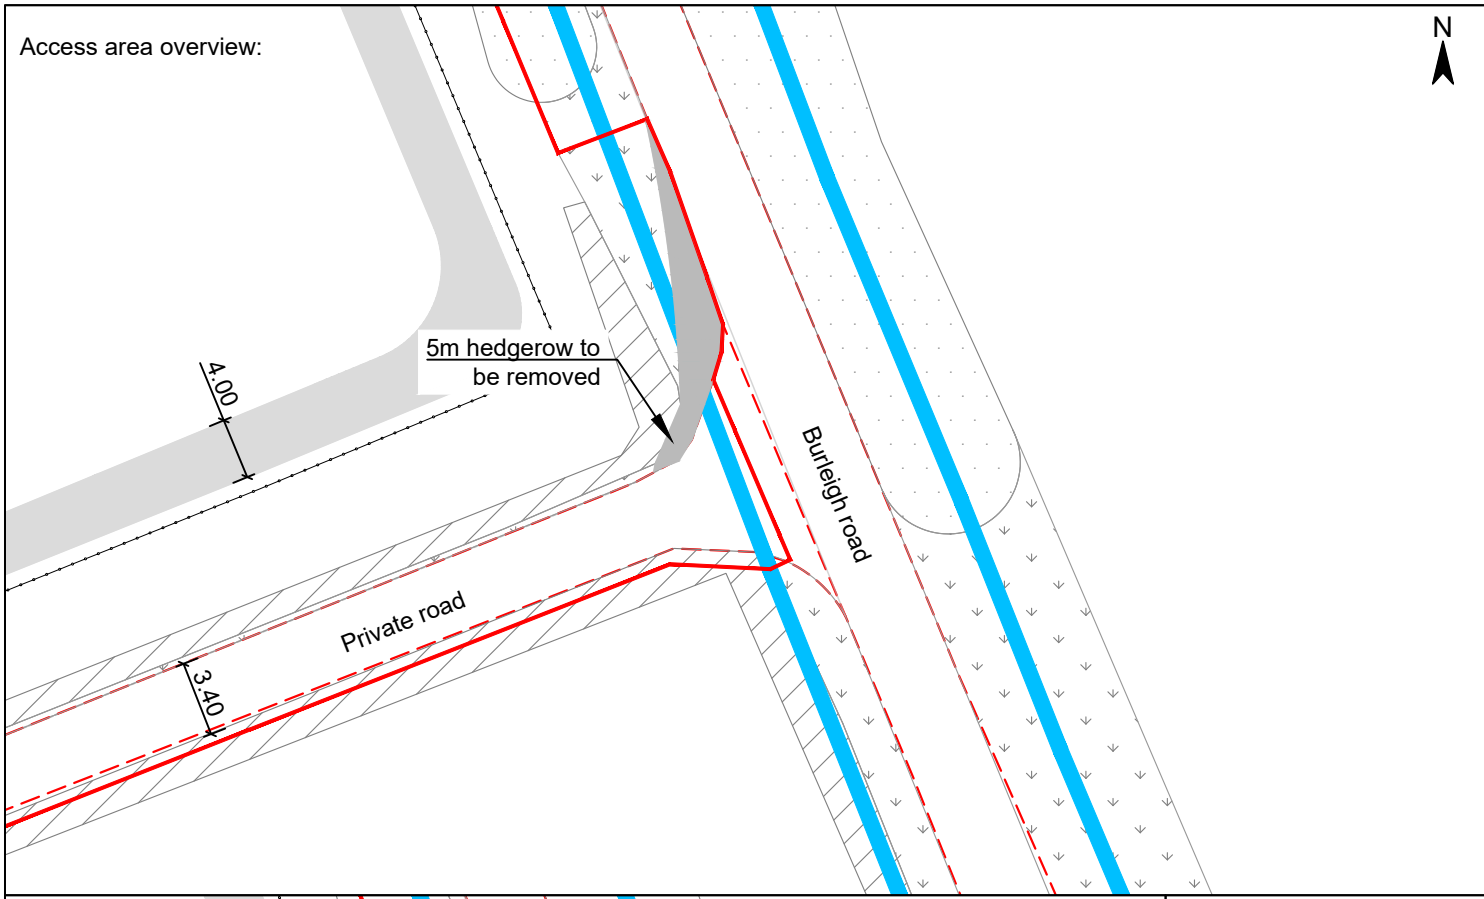 Access area overview:
N
5m hedgerow to
be removed
4.00
Burleigh road
Private road
3.40